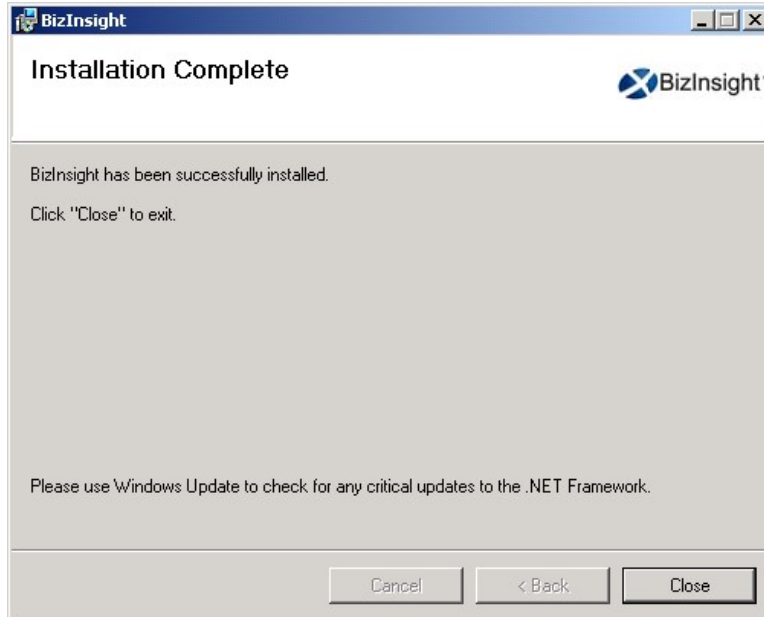 BizInsight
Installation Complete
BizInsight
BizInsight has been successfully installed.
Click "Close" to exit.
Please use Windows Update to check for any critical updates to the .NET Framework.
Cancel
< Back
Close